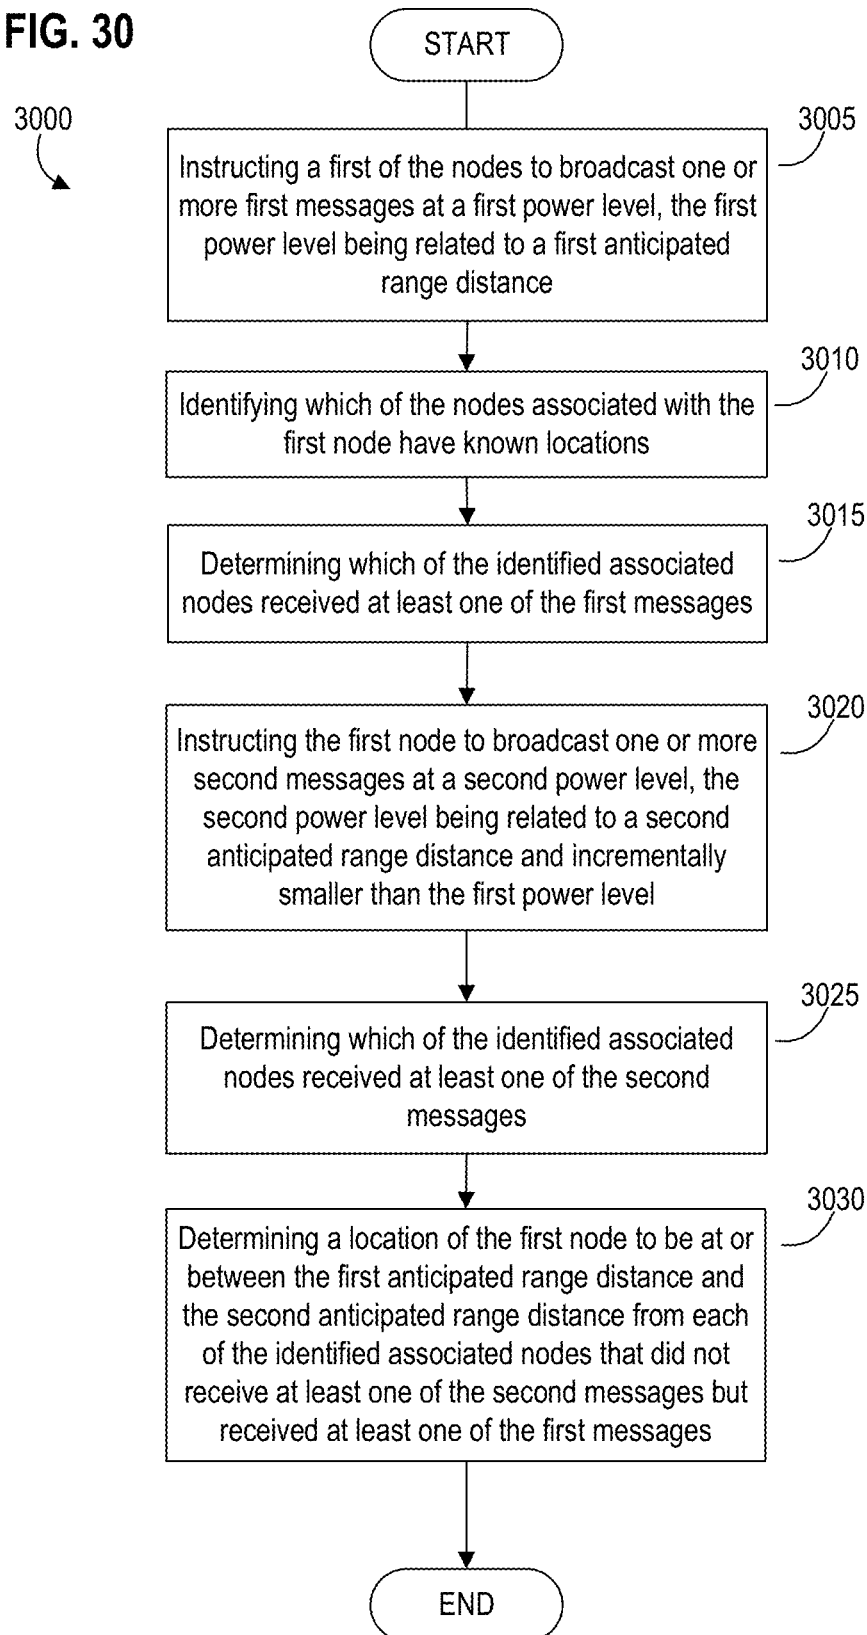 FIG. 30
START
3000
3005
Instructing a first of the nodes to broadcast one or
more first messages at a first power level, the first
power level being related to a first anticipated
range distance
3010
Identifying which of the nodes associated with the
first node have known locations
3015
Determining which of the identified associated
nodes received at least one of the first messages
3020
Instructing the first node to broadcast one or more
second messages at a second power level, the
second power level being related to a second
anticipated range distance and incrementally
smaller than the first power level
3025
Determining which of the identified associated
nodes received at least one of the second
messages
3030
Determining a location of the first node to be at or
between the first anticipated range distance and
the second anticipated range distance from each
of the identified associated nodes that did not
receive at least one of the second messages but
received at least one of the first messages
END